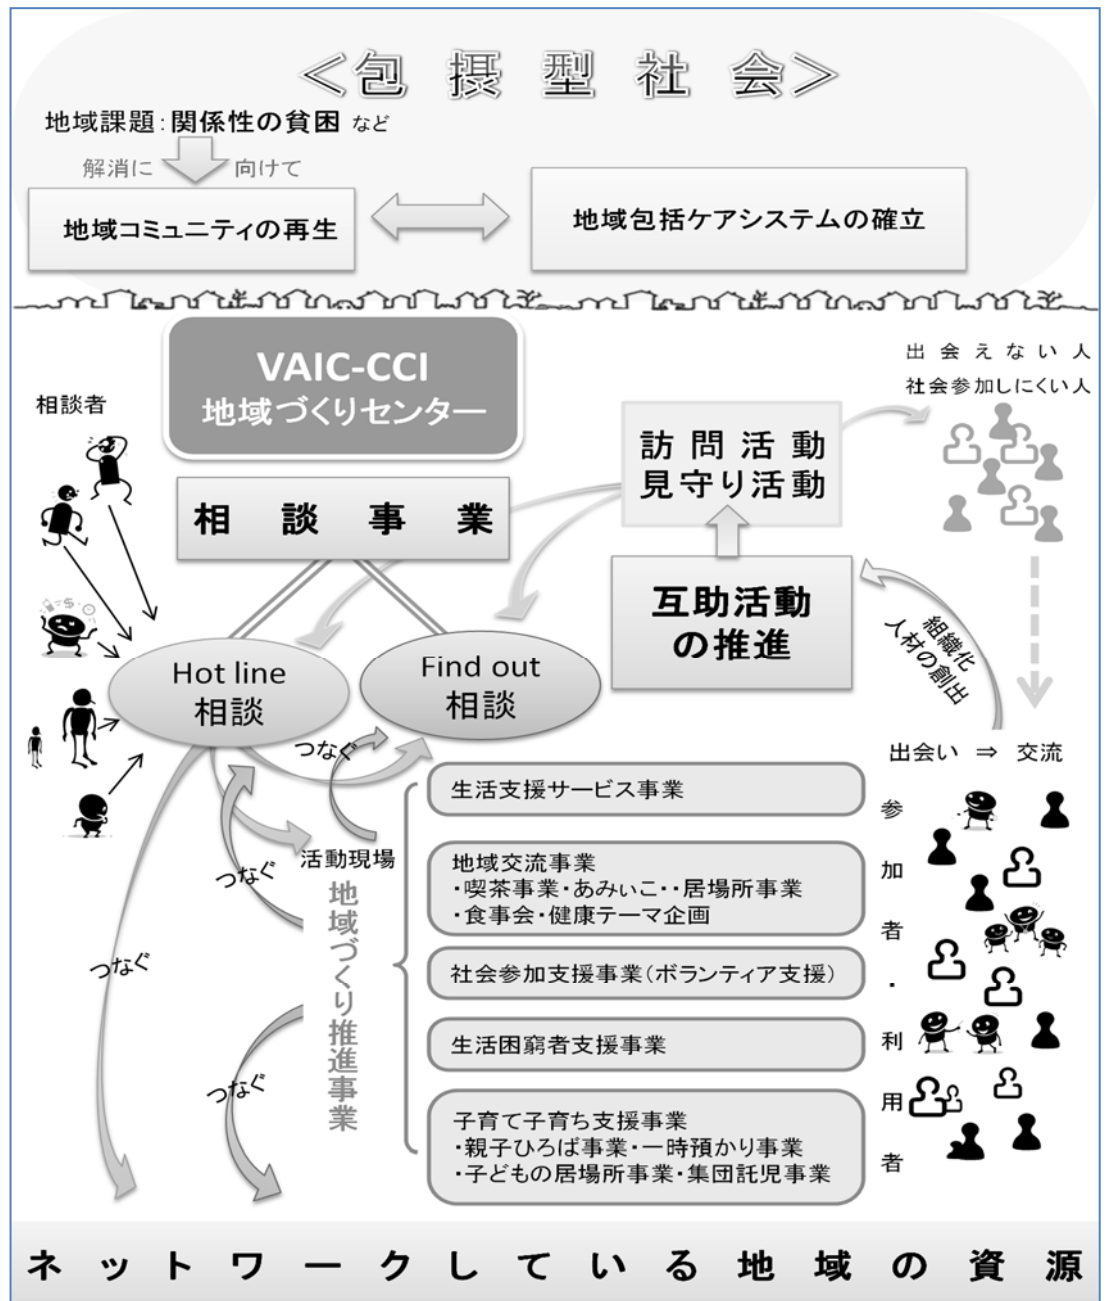 ＜包摂型社会＞
地域課題：関係性の貧困 など
解消に 向けて
地域コミュニティの再生
地域包括ケアシステムの確立
VAIC-CCI
地域づくりセンター
相談者
出会えない人
社会参加しにくい人
訪問活動
見守り活動
相談事業
互助活動
の推進
組織化
人材の創出
Hot line
相談
Find out
相談
つなぐ
出会い ⇒ 交流
活動現場
地域づくり推進事業
つなぐ
つなぐ
つなぐ
生活支援サービス事業
地域交流事業
・喫茶事業・あみぃこ・・居場所事業
・食事会・健康テーマ企画
社会参加支援事業（ボランティア支援）
生活困窮者支援事業
子育て子育ち支援事業
・親子ひろば事業・一時預かり事業
・子どもの居場所事業・集団託児事業
参加者・利用者
ネットワークしている地域の資源